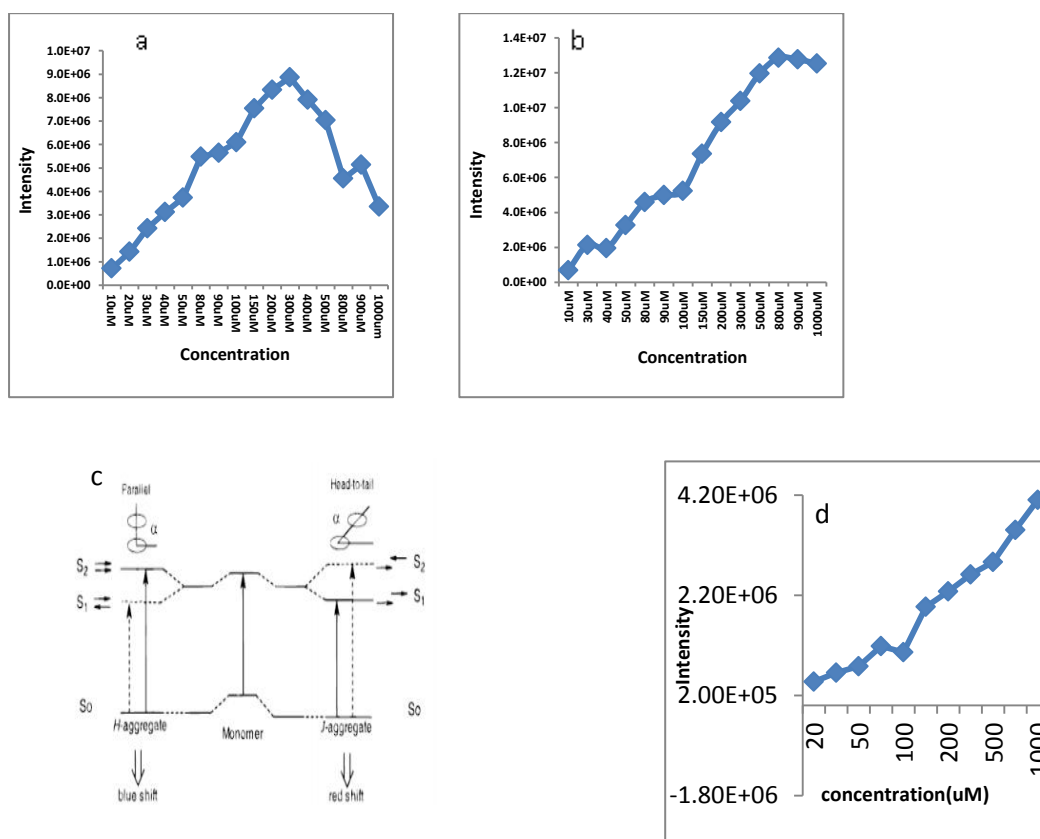 a
1.0E+07
9.0E+06
8.0E+06
7.0E+06
6.0E+06
5.0E+06
4.0E+06
3.0E+06
2.0E+06
1.0E+06
0.0E+00
Intensity
10uM 20uM 30uM 40uM 50uM 80uM 90uM 100uM 150uM 200uM 300uM 400uM 500uM 800uM 900uM 1000um
Concentration
b
1.4E+07
1.2E+07
1.0E+07
8.0E+06
6.0E+06
4.0E+06
2.0E+06
0.0E+00
Intensity
10uM 30uM 40uM 50uM 80uM 90uM 100uM 150uM 200uM 300uM 500uM 800uM 900uM 1000uM
Concentration
c
Parallel Head-to-tail
α α
S2 S2
S1 S1
So So
H-aggregate Monomer J-aggregate
blue shift red shift
d
4.20E+06
2.20E+06
2.00E+05
-1.80E+06
Intensity
20 50 100 200 500 1000
concentration(uM)